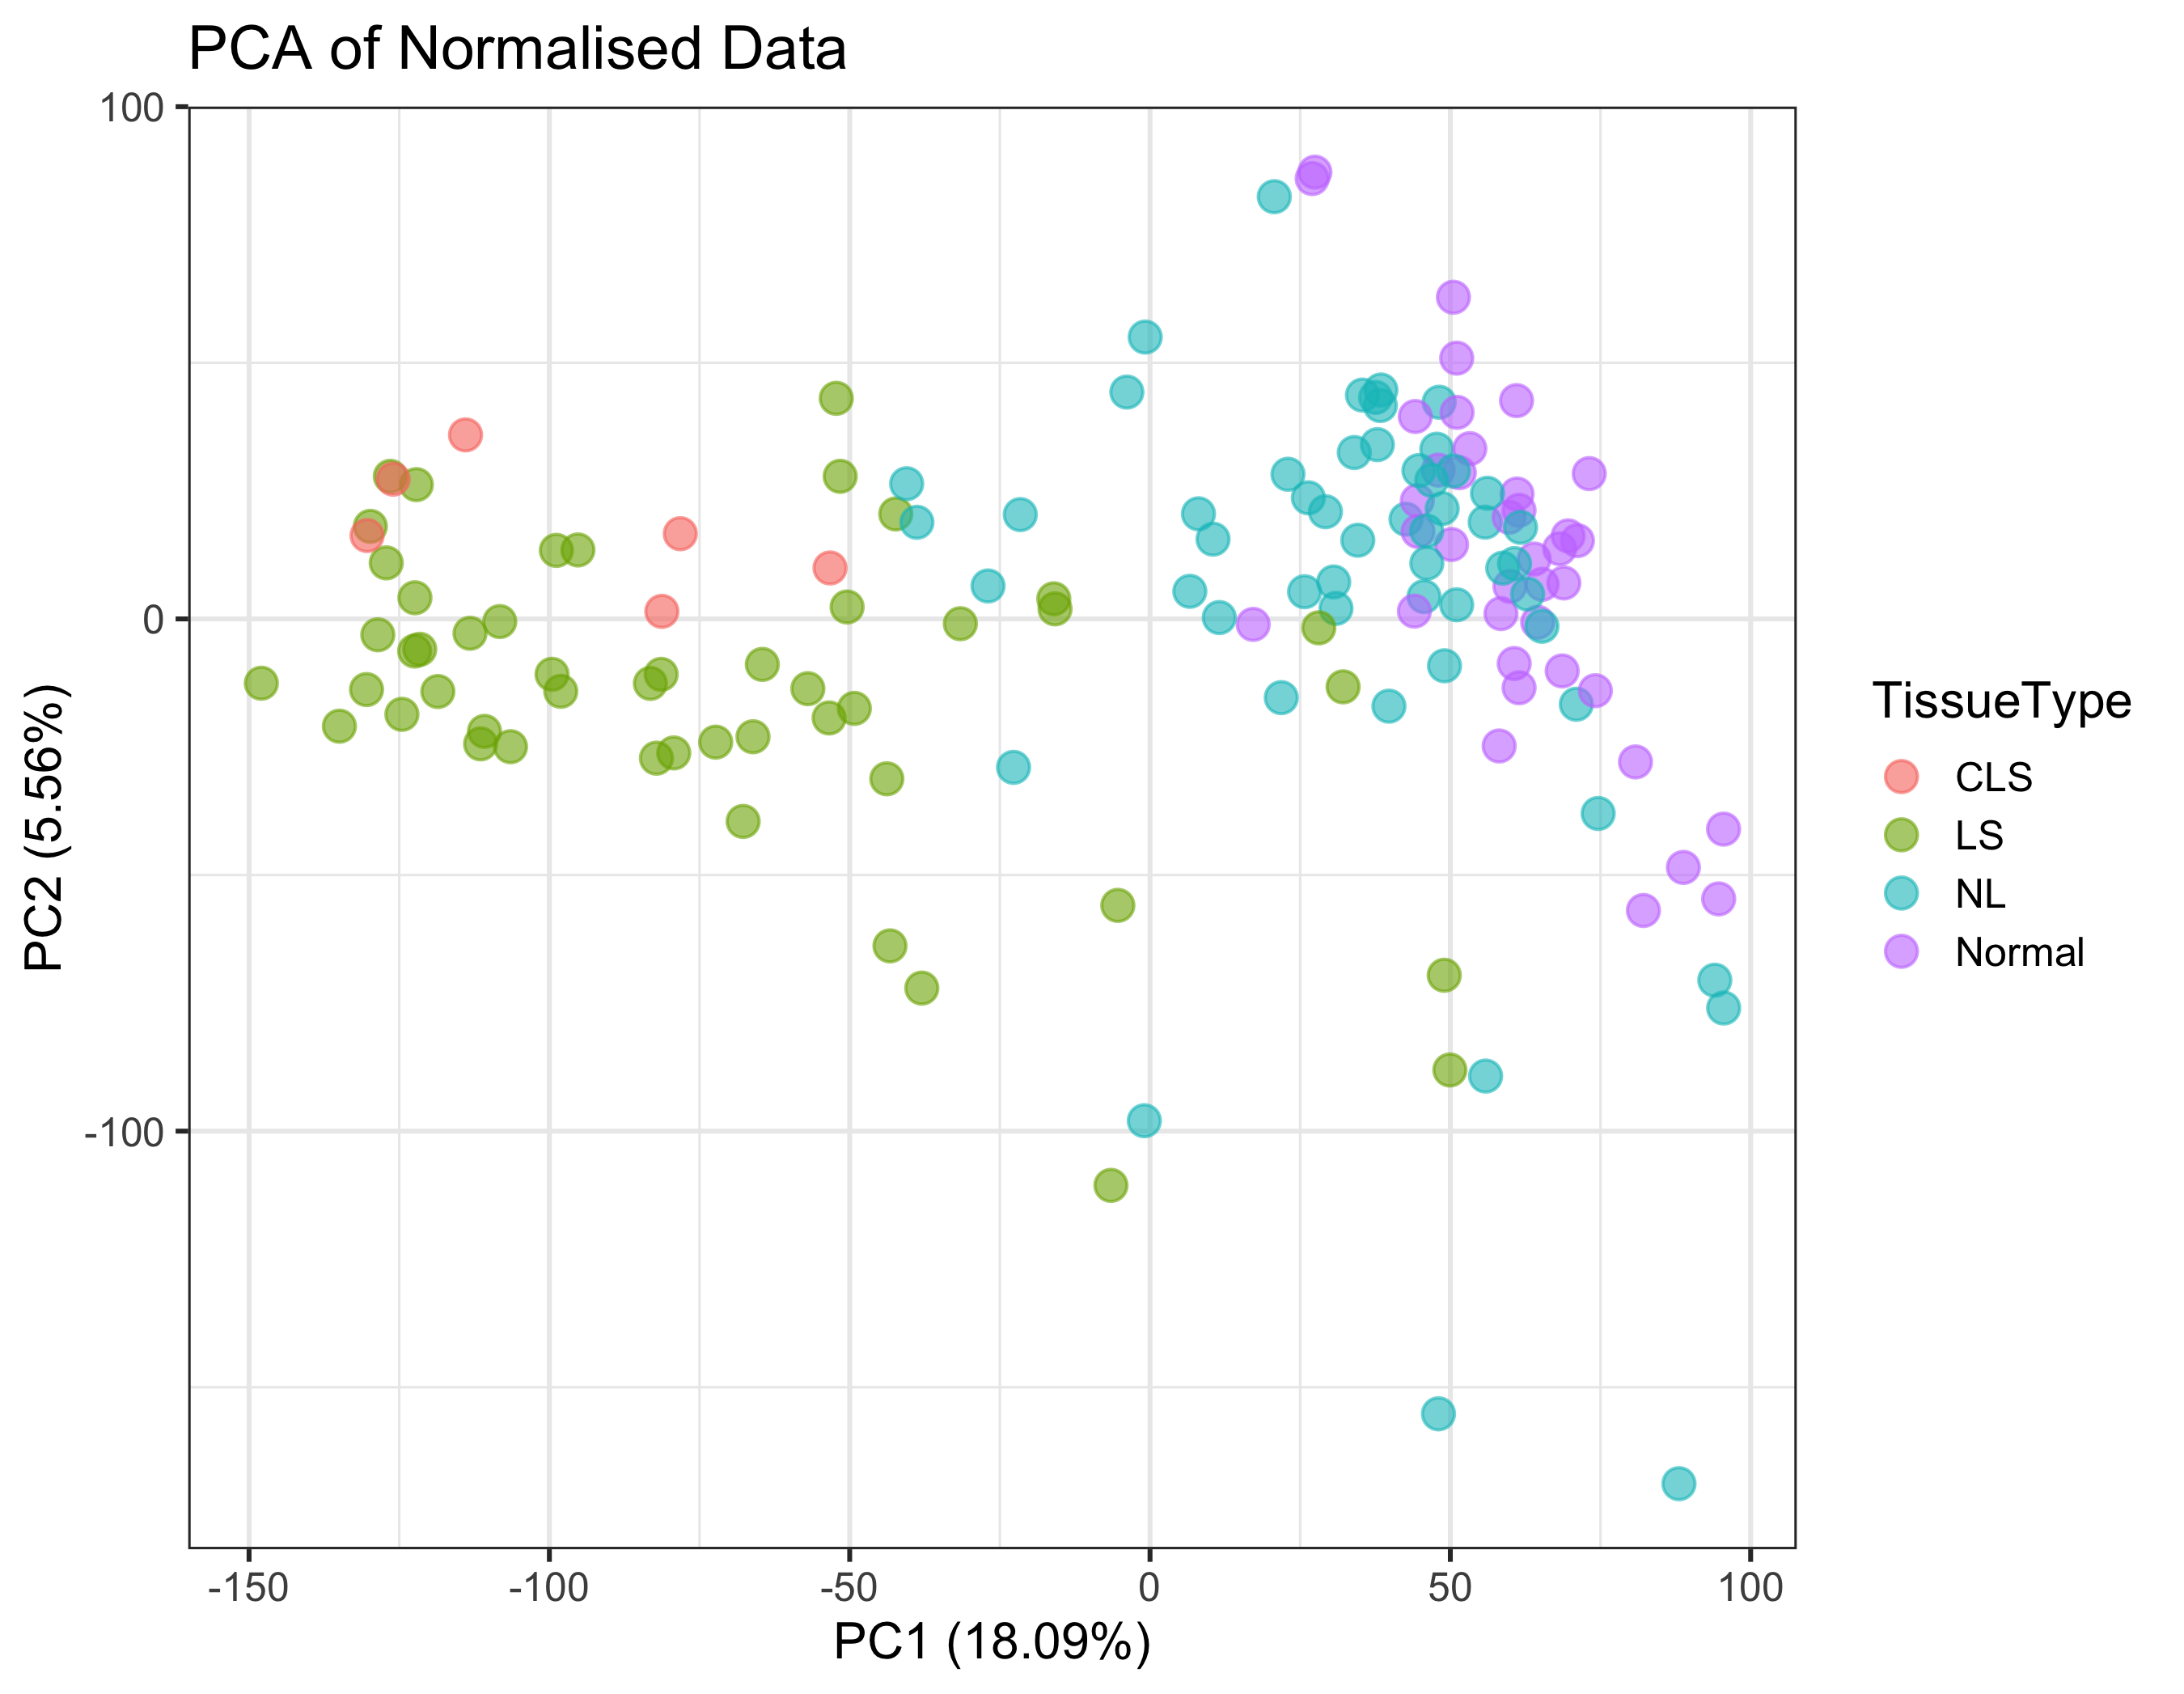 PCA of Normalised Data
100
0
-100
PC2 (5.56%)
-150
-100
-50
0
50
100
PC1 (18.09%)
TissueType
CLS
LS
NL
Normal